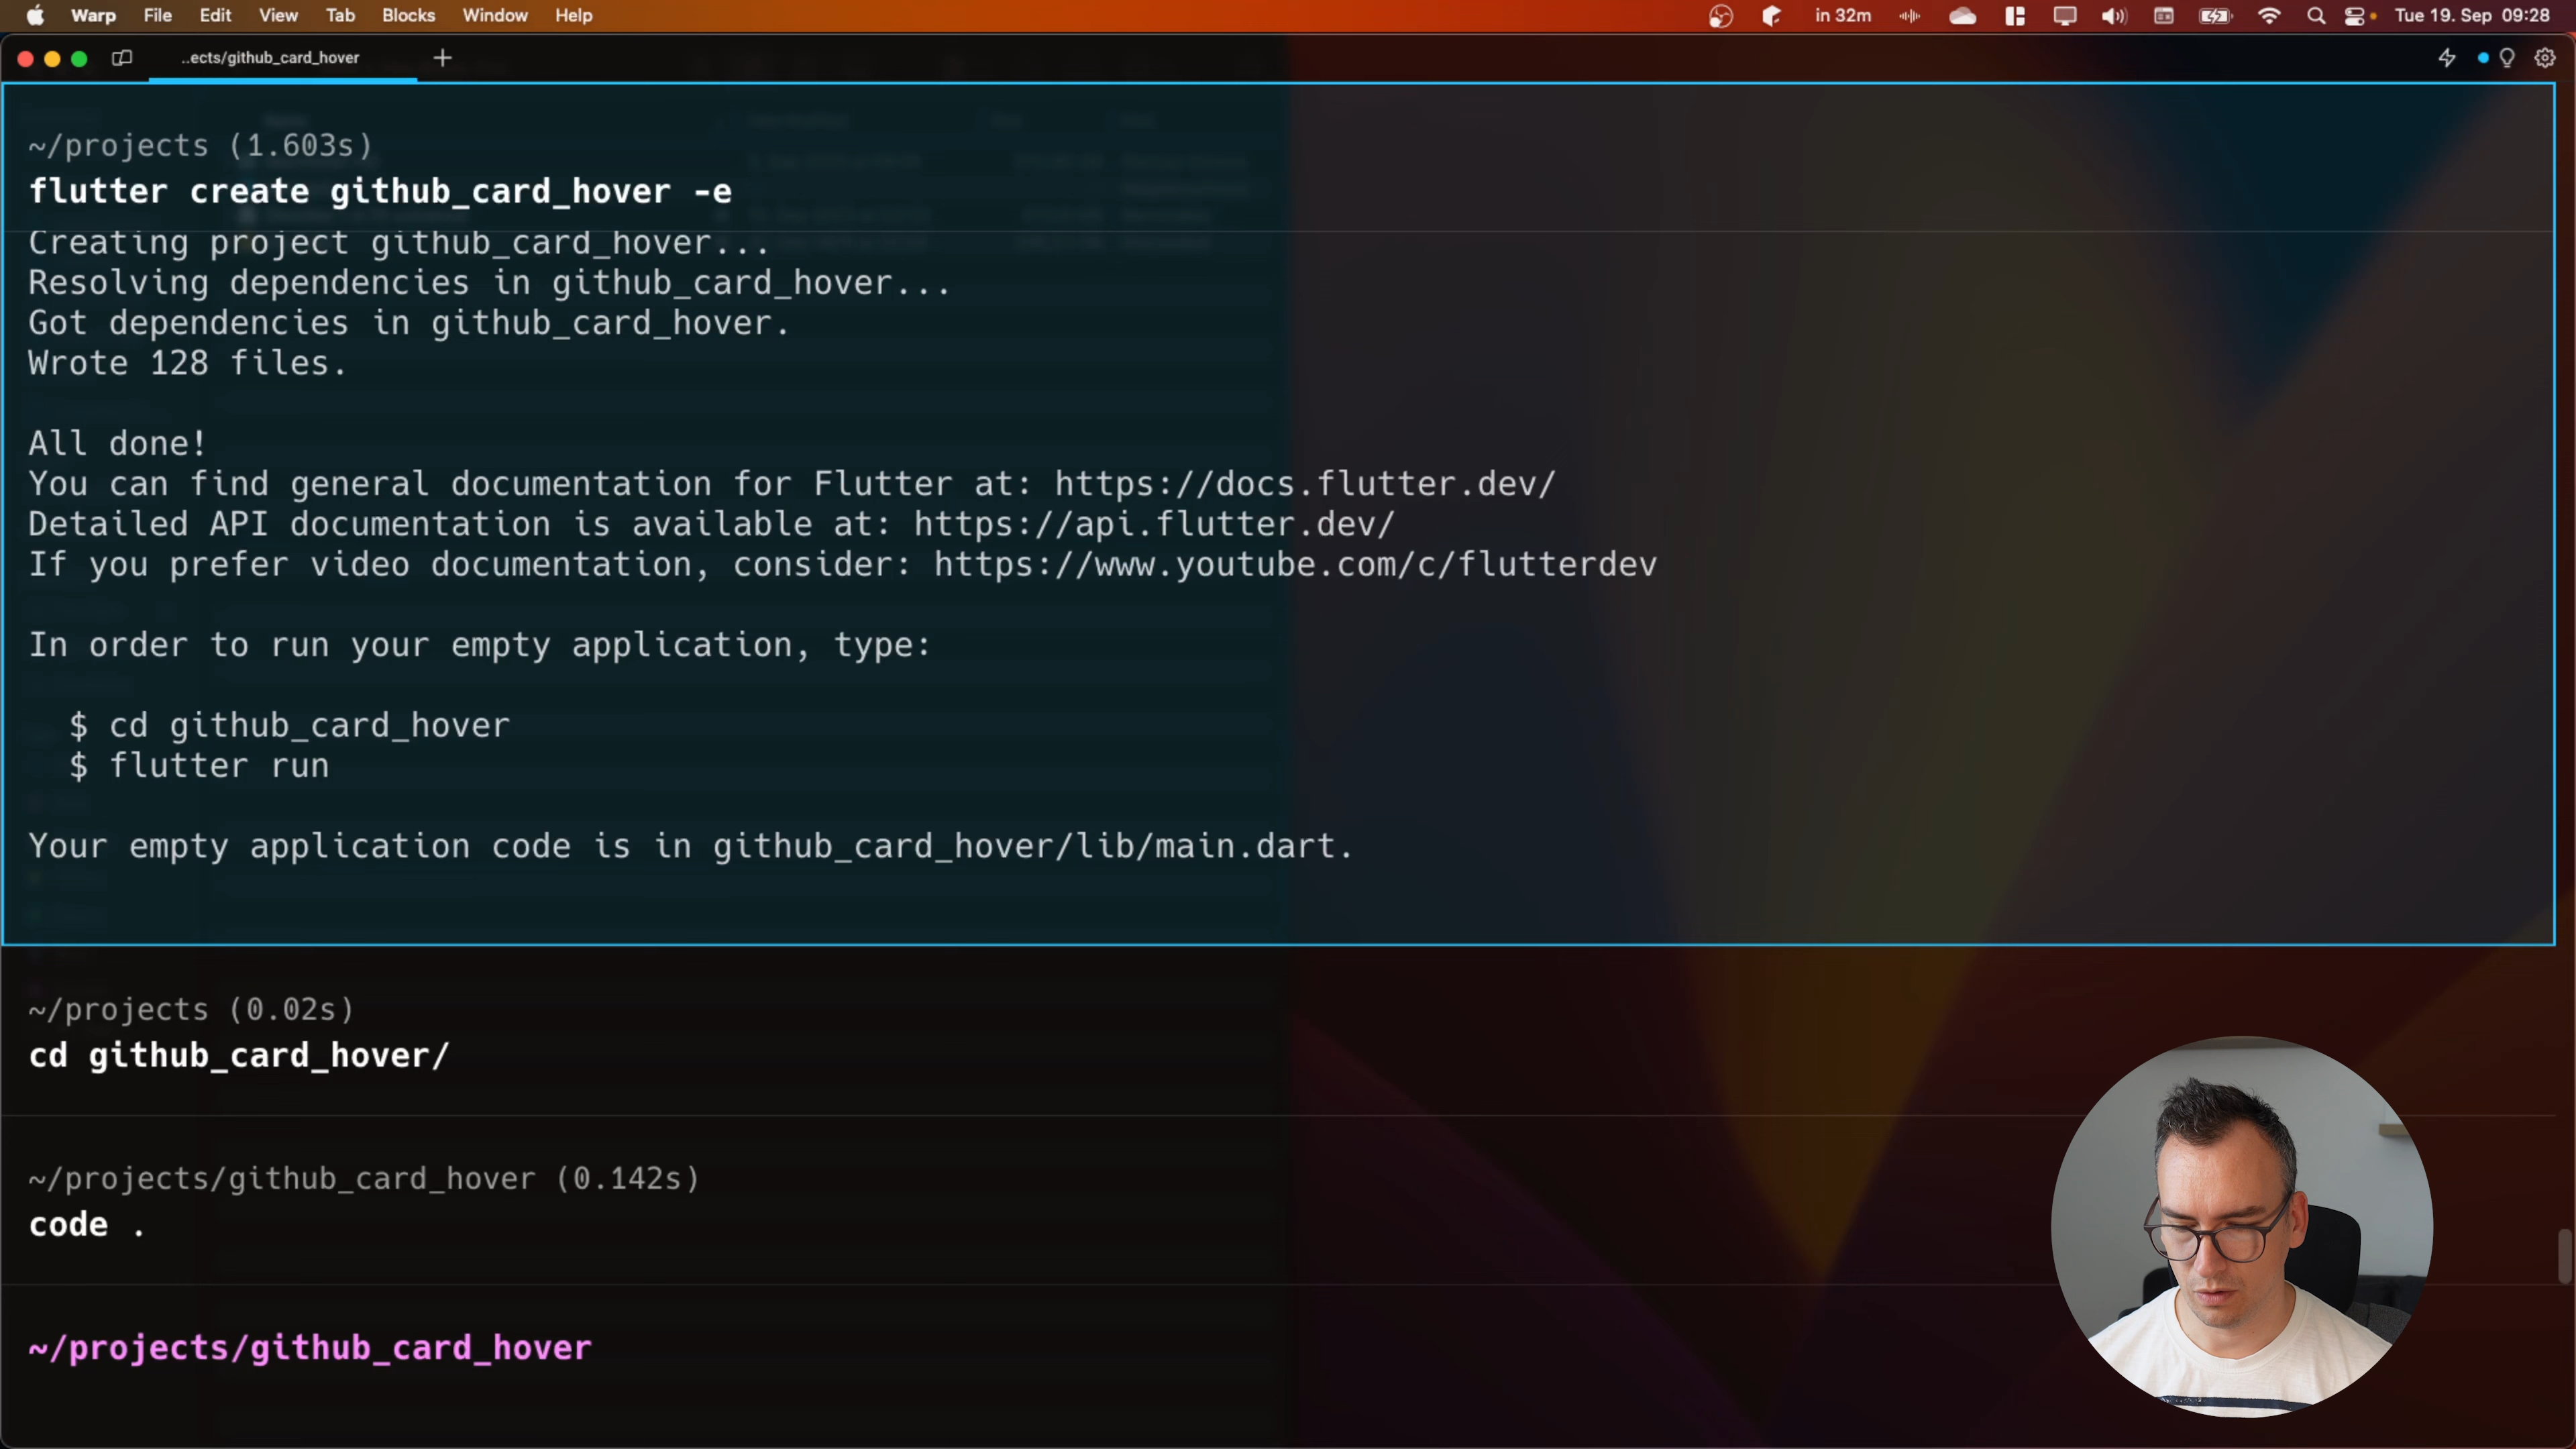 Warp File Edit View Tab Blocks Window Help in 32m Tue 19. Sep 09:28
..ects/github_card_hover
~/projects (1.603s)
flutter create github_card_hover -e
Creating project github_card_hover...
Resolving dependencies in github_card_hover...
Got dependencies in github_card_hover.
Wrote 128 files.
All done!
You can find general documentation for Flutter at: https://docs.flutter.dev/
Detailed API documentation is available at: https://api.flutter.dev/
If you prefer video documentation, consider: https://www.youtube.com/c/flutterdev
In order to run your empty application, type:
$ cd github_card_hover
$ flutter run
Your empty application code is in github_card_hover/lib/main.dart.
~/projects (0.02s)
cd github_card_hover/
~/projects/github_card_hover (0.142s)
code .
~/projects/github_card_hover